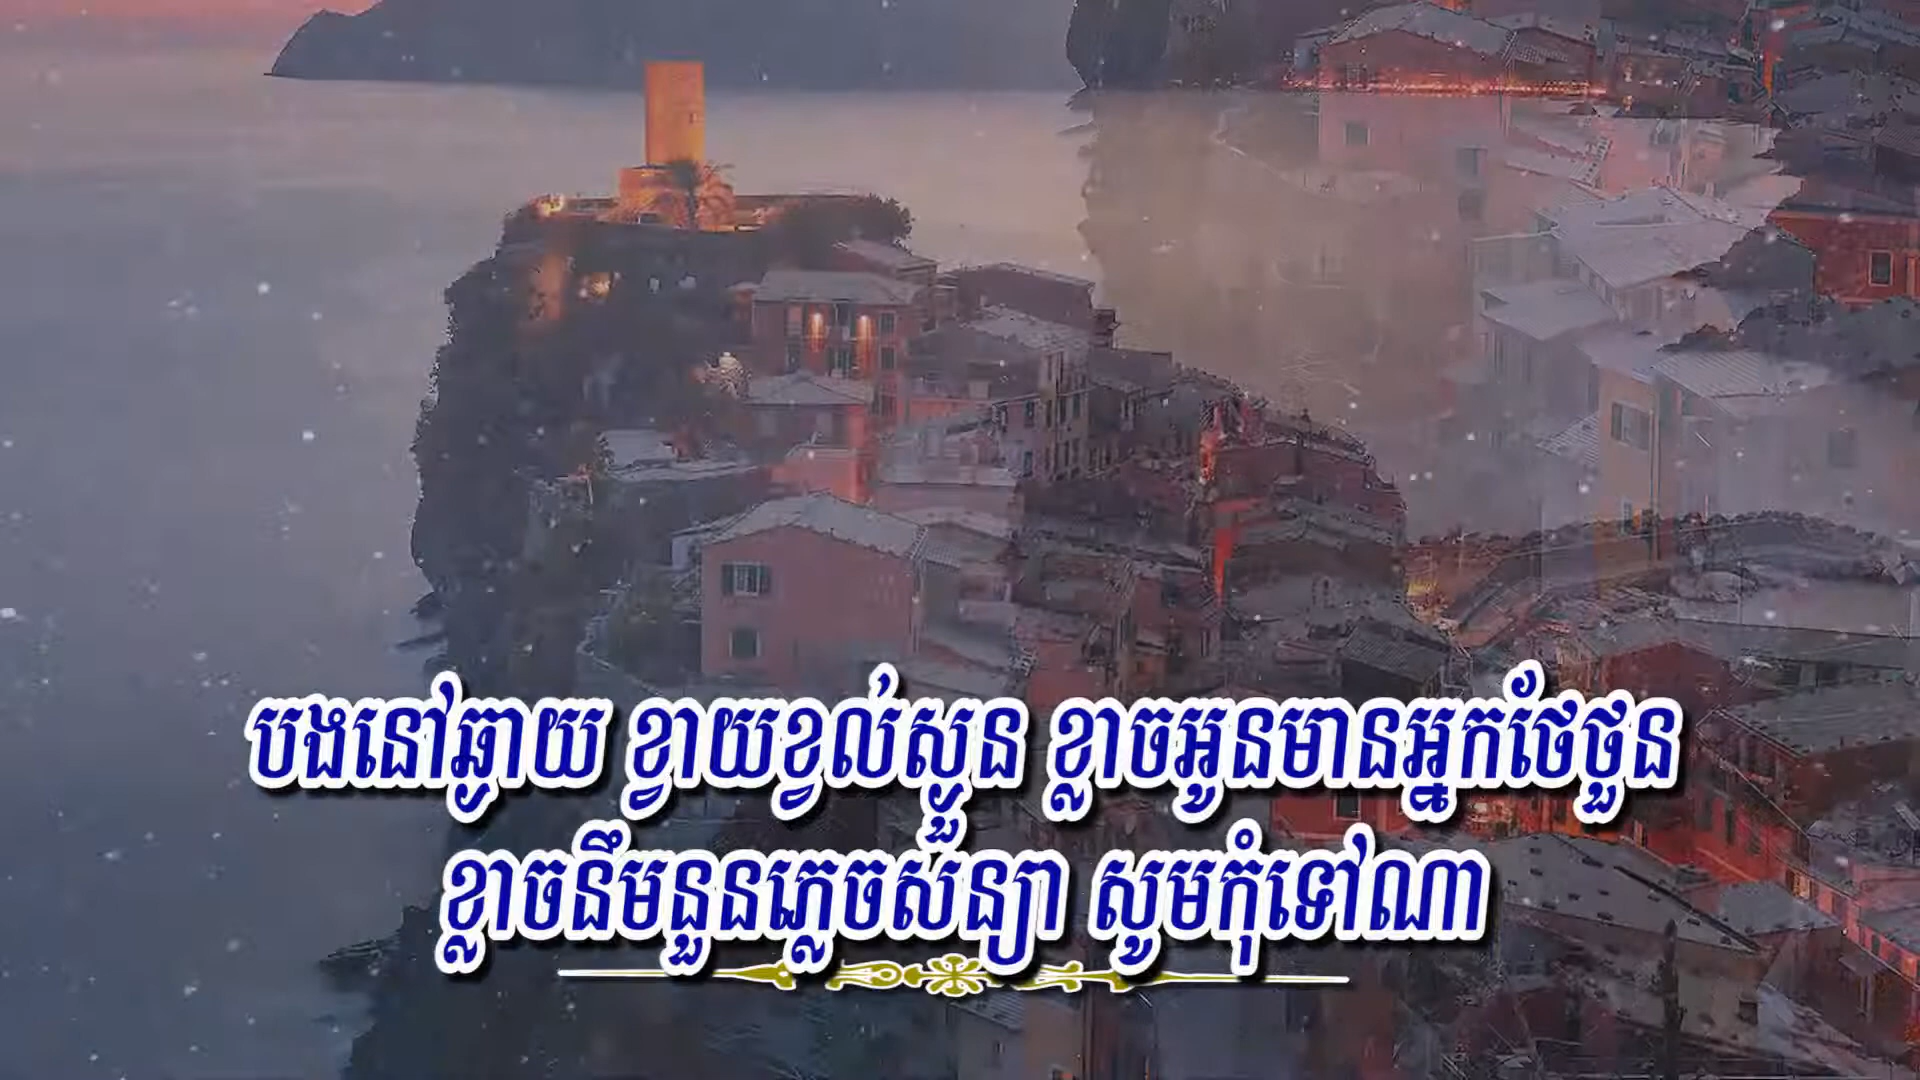 បងនៅឆ្ងាយ ខ្វាយខ្វល់ស្ងួន ខ្លាចអូនមានអ្នកថែថួន
ខ្លាចនឹមនួនភ្លេចសន្យា សូមកុំទៅណា